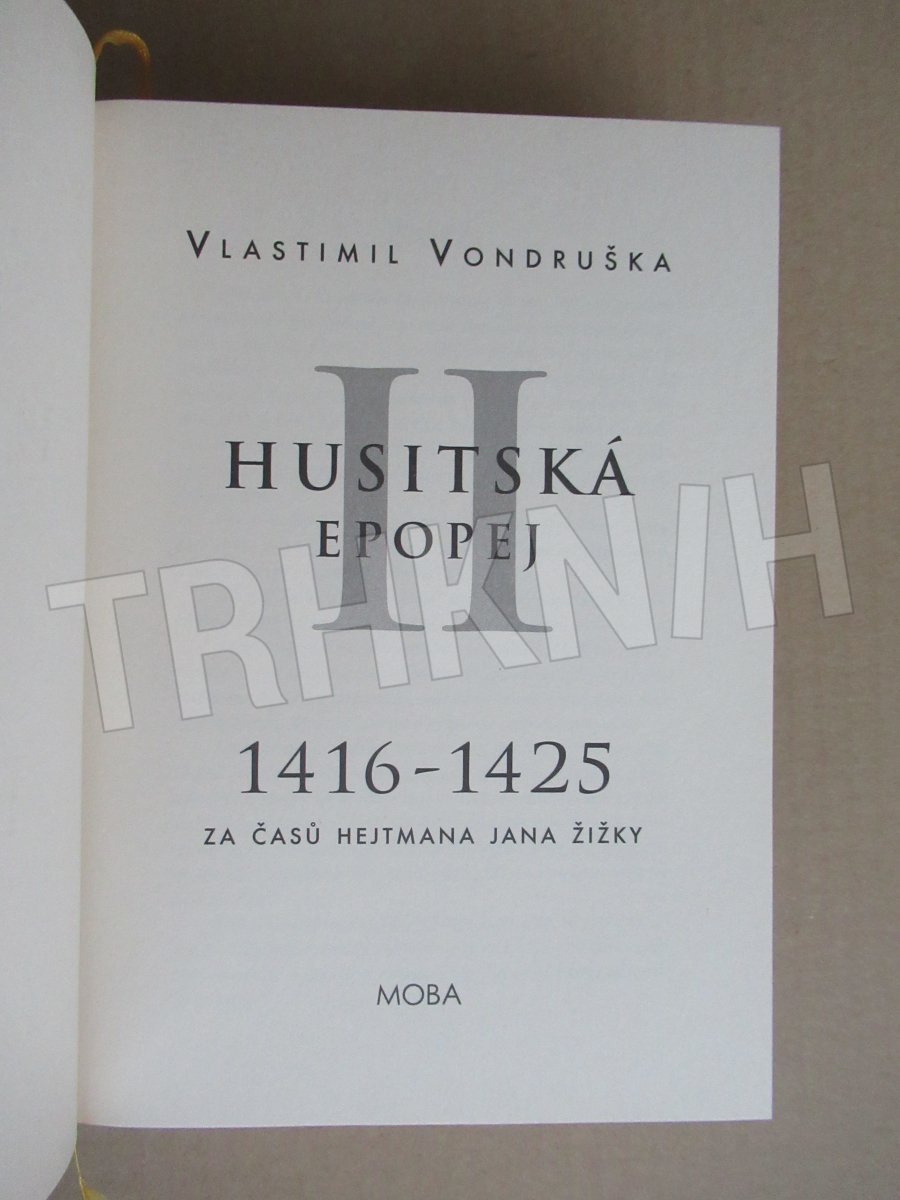 VLASTIMIL VONDRUŠKA
II
HUSITSKÁ
EPOPEJ
TRHKNIH
1416-1425
ZA ČASŮ HEJTMANA JANA ŽIŽKY
MOBA